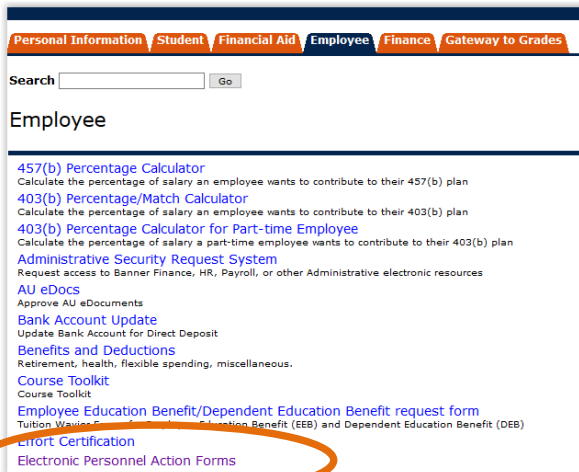 Personal Information Student Financial Aid Employee Finance Gateway to Grades
Search Go
Employee
457(b) Percentage Calculator
Calculate the percentage of salary an employee wants to contribute to their 457(b) plan
403(b) Percentage/Match Calculator
Calculate the percentage of salary an employee wants to contribute to their 403(b) plan
403(b) Percentage Calculator for Part-time Employee
Calculate the percentage of salary a part-time employee wants to contribute to their 403(b) plan
Administrative Security Request System
Request access to Banner Finance, HR, Payroll, or other Administrative electronic resources
AU eDocs
Approve AU eDocuments
Bank Account Update
Update Bank Account for Direct Deposit
Benefits and Deductions
Retirement, health, flexible spending, miscellaneous.
Course Toolkit
Course Toolkit
Employee Education Benefit/Dependent Education Benefit request form
Tuition Education Benefit (EEB) and Dependent Education Benefit (DEB)
Effort Certification
Electronic Personnel Action Forms